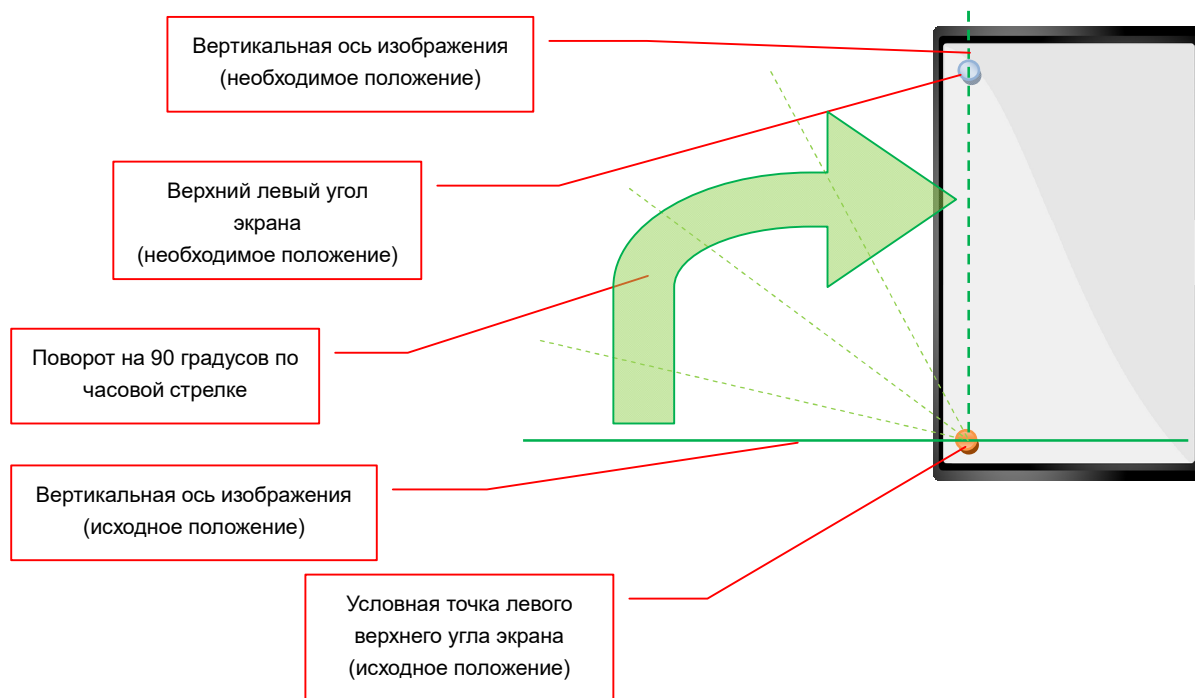 Вертикальная ось изображения
(необходимое положение)
Верхний левый угол
экрана
(необходимое положение)
Поворот на 90 градусов по
часовой стрелке
Вертикальная ось изображения
(исходное положение)
Условная точка левого
верхнего угла экрана
(исходное положение)